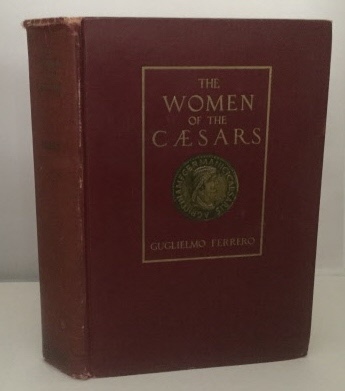 THE
WOMEN
OF THE
CÆSARS
GUGLIELMO FERRERO